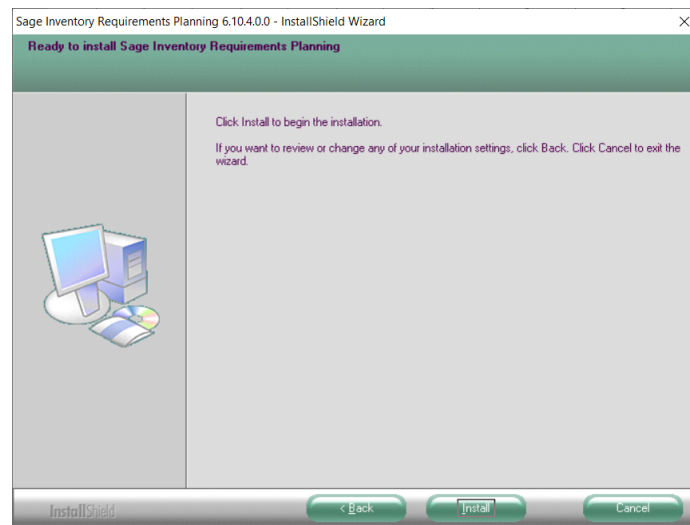 Sage Inventory Requirements Planning 6.10.4.0.0 - InstallShield Wizard
Ready to install Sage Inventory Requirements Planning
Click Install to begin the installation.
If you want to review or change any of your installation settings, click Back. Click Cancel to exit the
wizard.
InstallShield
< Back
Install
Cancel